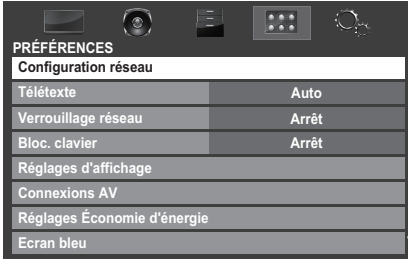 PRÉFÉRENCES
Configuration réseau
Télétexte Auto
Verrouillage réseau Arrêt
Bloc. clavier Arrêt
Réglages d'affichage
Connexions AV
Réglages Économie d'énergie
Ecran bleu